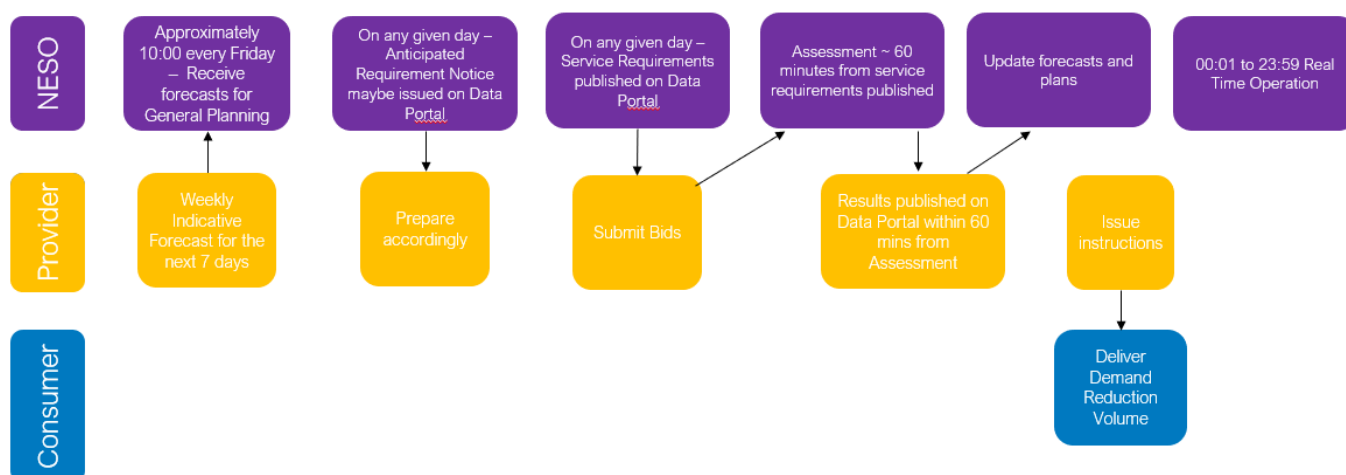 NESO
Approximately
10:00 every Friday
– Receive
forecasts for
General Planning
On any given day –
Anticipated
Requirement Notice
maybe issued on Data
Portal
On any given day –
Service Requirements
published on Data
Portal
Assessment ~ 60
minutes from service
requirements published
Update forecasts and
plans
00:01 to 23:59 Real
Time Operation
Provider
Weekly
Indicative
Forecast for the
next 7 days
Prepare
accordingly
Submit Bids
Results published on
Data Portal within 60
mins from
Assessment
Issue
instructions
Consumer
Deliver
Demand
Reduction
Volume